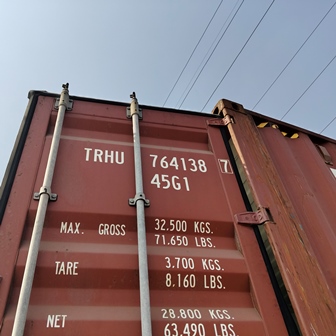 TRHU 764138 7
45G1
MAX. GROSS 32.500 KGS.
71.650 LBS.
TARE 3.700 KGS.
8.160 LBS.
NET 28.800 KGS.
63.490 LBS.